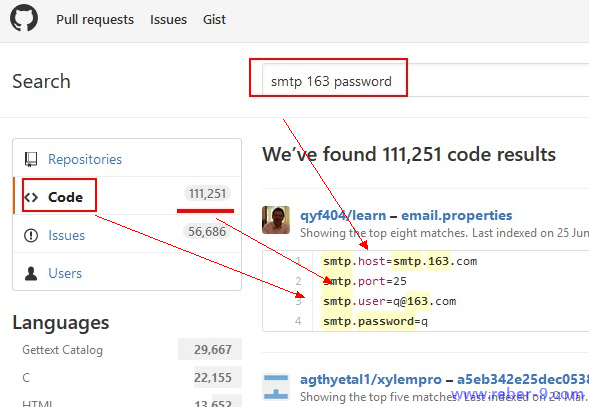 Pull requests Issues Gist
Search
smtp 163 password
Repositories
Code 111,251
Issues 56,686
Users
Languages
Gettext Catalog 29,667
C 22,155
HTML 13,652
We've found 111,251 code results
qyf404/learn – email.properties
Showing the top eight matches. Last indexed on 25 Jun
1 smtp.host=smtp.163.com
2 smtp.port=25
3 smtp.user=q@163.com
4 smtp.password=q
agthyetal1/xylempro – a5eb342e25dec0538
Showing the top five matches. Last indexed on 24 Mar.
www.reber-9.com